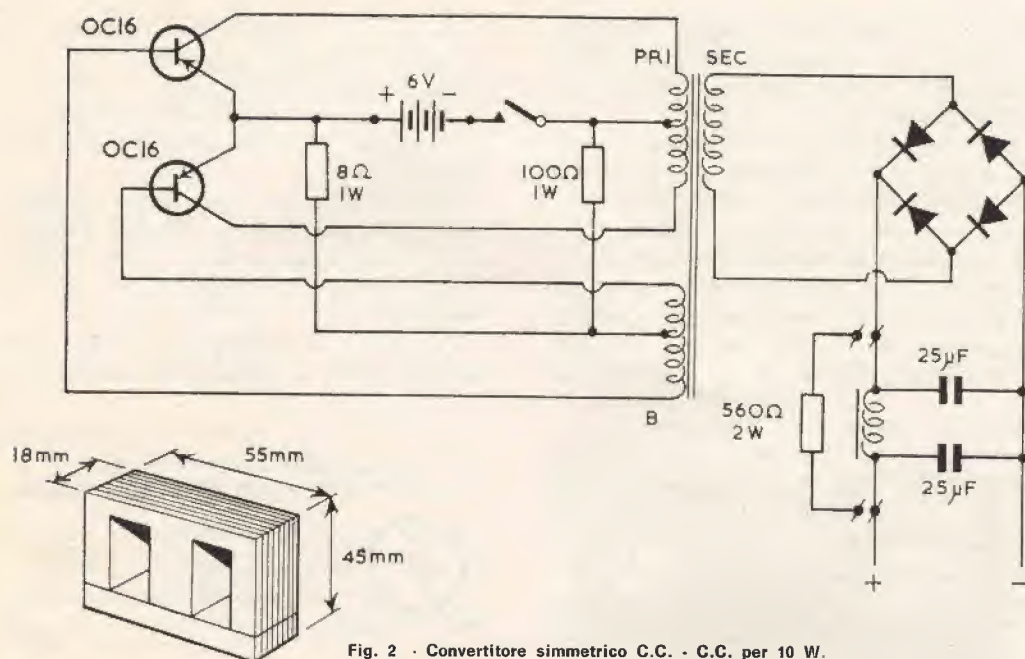 OC16
OC16
+ 6V -
PRI
SEC
8Ω
1W
100Ω
1W
B
560Ω
2W
25µF
25µF
+ -
18mm
55mm
45mm
Fig. 2 - Convertitore simmetrico C.C. - C.C. per 10 W.